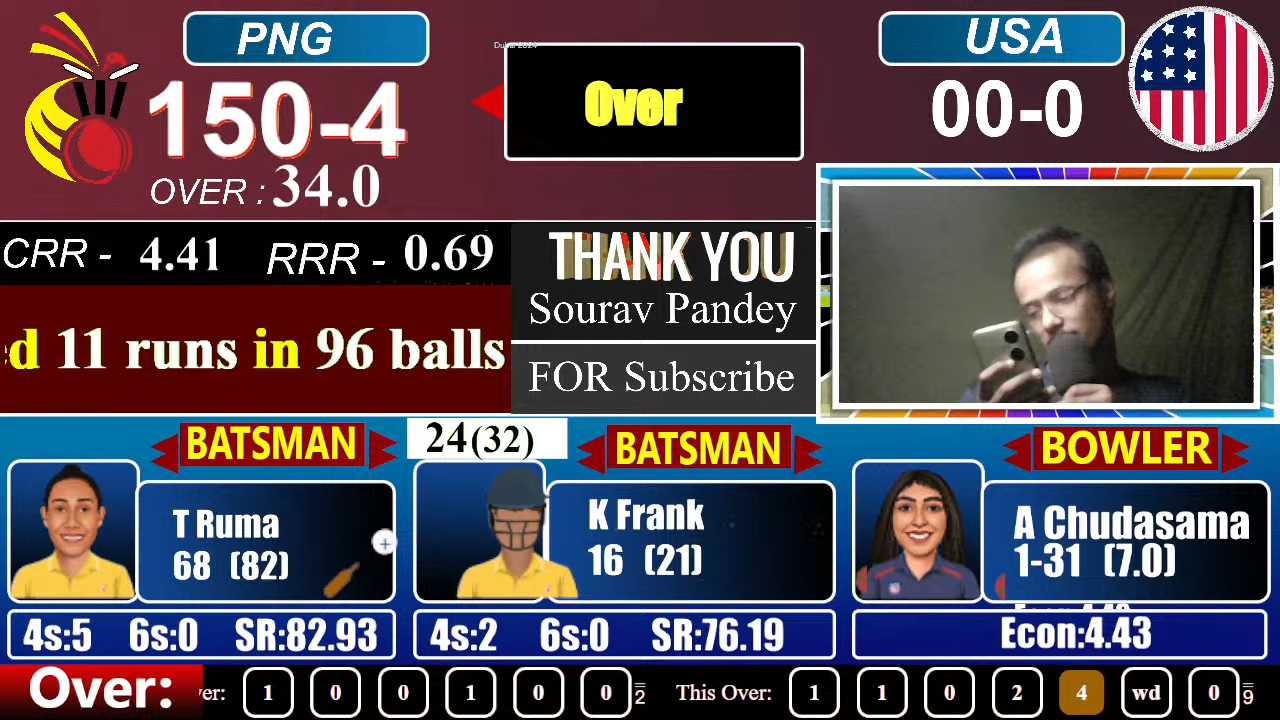 PNG
150-4
OVER : 34.0
Over
USA
00-0
CRR - 4.41 RRR - 0.69
11 runs in 96 balls
THANK YOU
Sourav Pandey
FOR Subscribe
BATSMAN
24(32)
BATSMAN
BOWLER
T Ruma
68 (82)
K Frank
16 (21)
A Chudasama
1-31 (7.0)
4s:5 6s:0 SR:82.93
4s:2 6s:0 SR:76.19
Econ:4.43
Over:
1 0 0 1 0 0 =2
This Over: 1 1 0 2 4 wd 0 =9